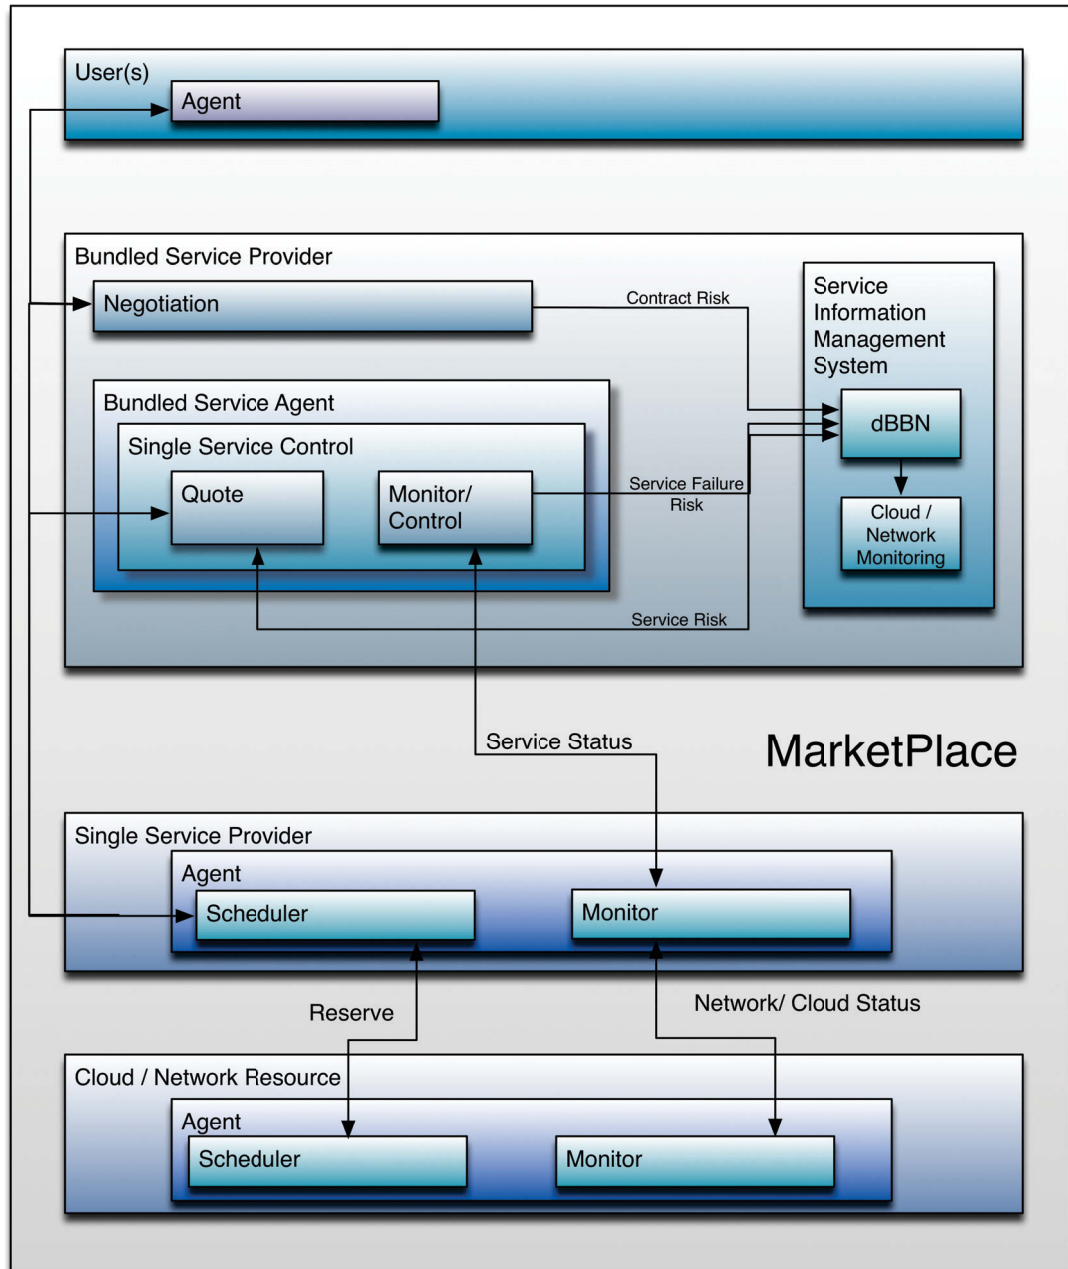 User(s)
Agent
Bundled Service Provider
Negotiation
Contract Risk
Service
Information
Management
System
dBBN
Cloud /
Network
Monitoring
Bundled Service Agent
Single Service Control
Quote
Monitor/
Control
Service Failure
Risk
Service Risk
Service Status
MarketPlace
Single Service Provider
Agent
Scheduler
Monitor
Reserve
Network/ Cloud Status
Cloud / Network Resource
Agent
Scheduler
Monitor